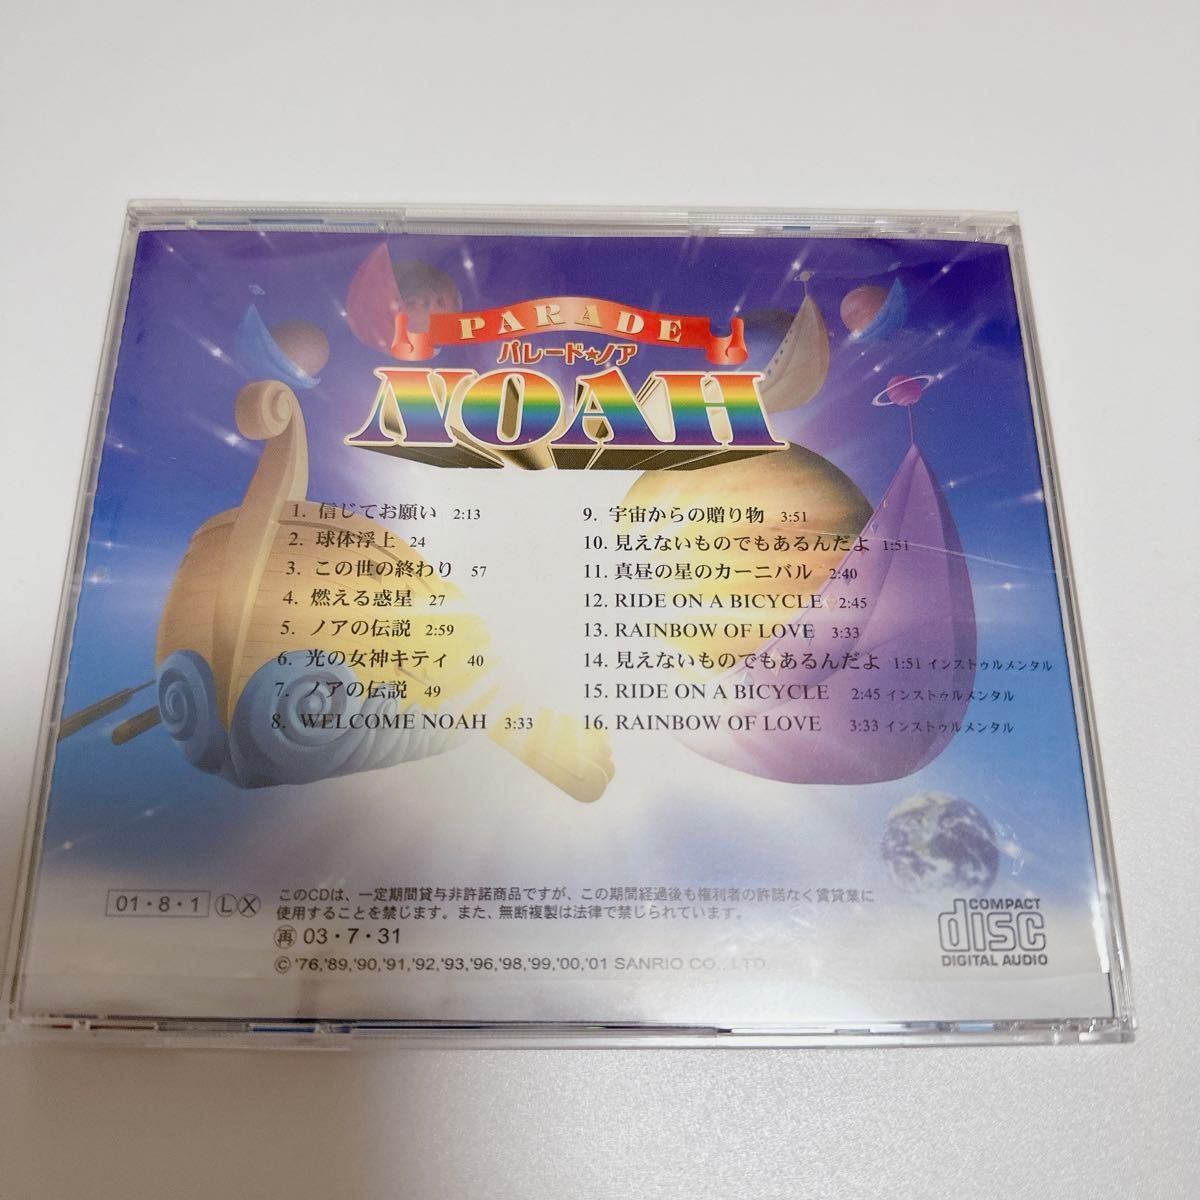 PARADE
パレード★ノア
NOAH
1. 信じてお願い 2:13
2. 球体浮上 24
3. この世の終わり 57
4. 燃える惑星 27
5. ノアの伝説 2:59
6. 光の女神キティ 40
7. ノアの伝説 49
8. WELCOME NOAH 3:33
9. 宇宙からの贈り物 3:51
10. 見えないものでもあるんだよ 1:51
11. 真昼の星のカーニバル 2:40
12. RIDE ON A BICYCLE 2:45
13. RAINBOW OF LOVE 3:33
14. 見えないものでもあるんだよ 1:51 インストゥルメンタル
15. RIDE ON A BICYCLE 2:45 インストゥルメンタル
16. RAINBOW OF LOVE 3:33 インストゥルメンタル
01・8・1 Ⓛ Ⓧ
このCDは、一定期間貸与非許諾商品ですが、この期間経過後も権利者の許諾なく賃貸業に
使用することを禁じます。また、無断複製は法律で禁じられています。
再 03・7・31
© '76,'89,'90,'91,'92,'93,'96,'98,'99,'00,'01 SANRIO CO., LTD.
COMPACT
disc
DIGITAL AUDIO